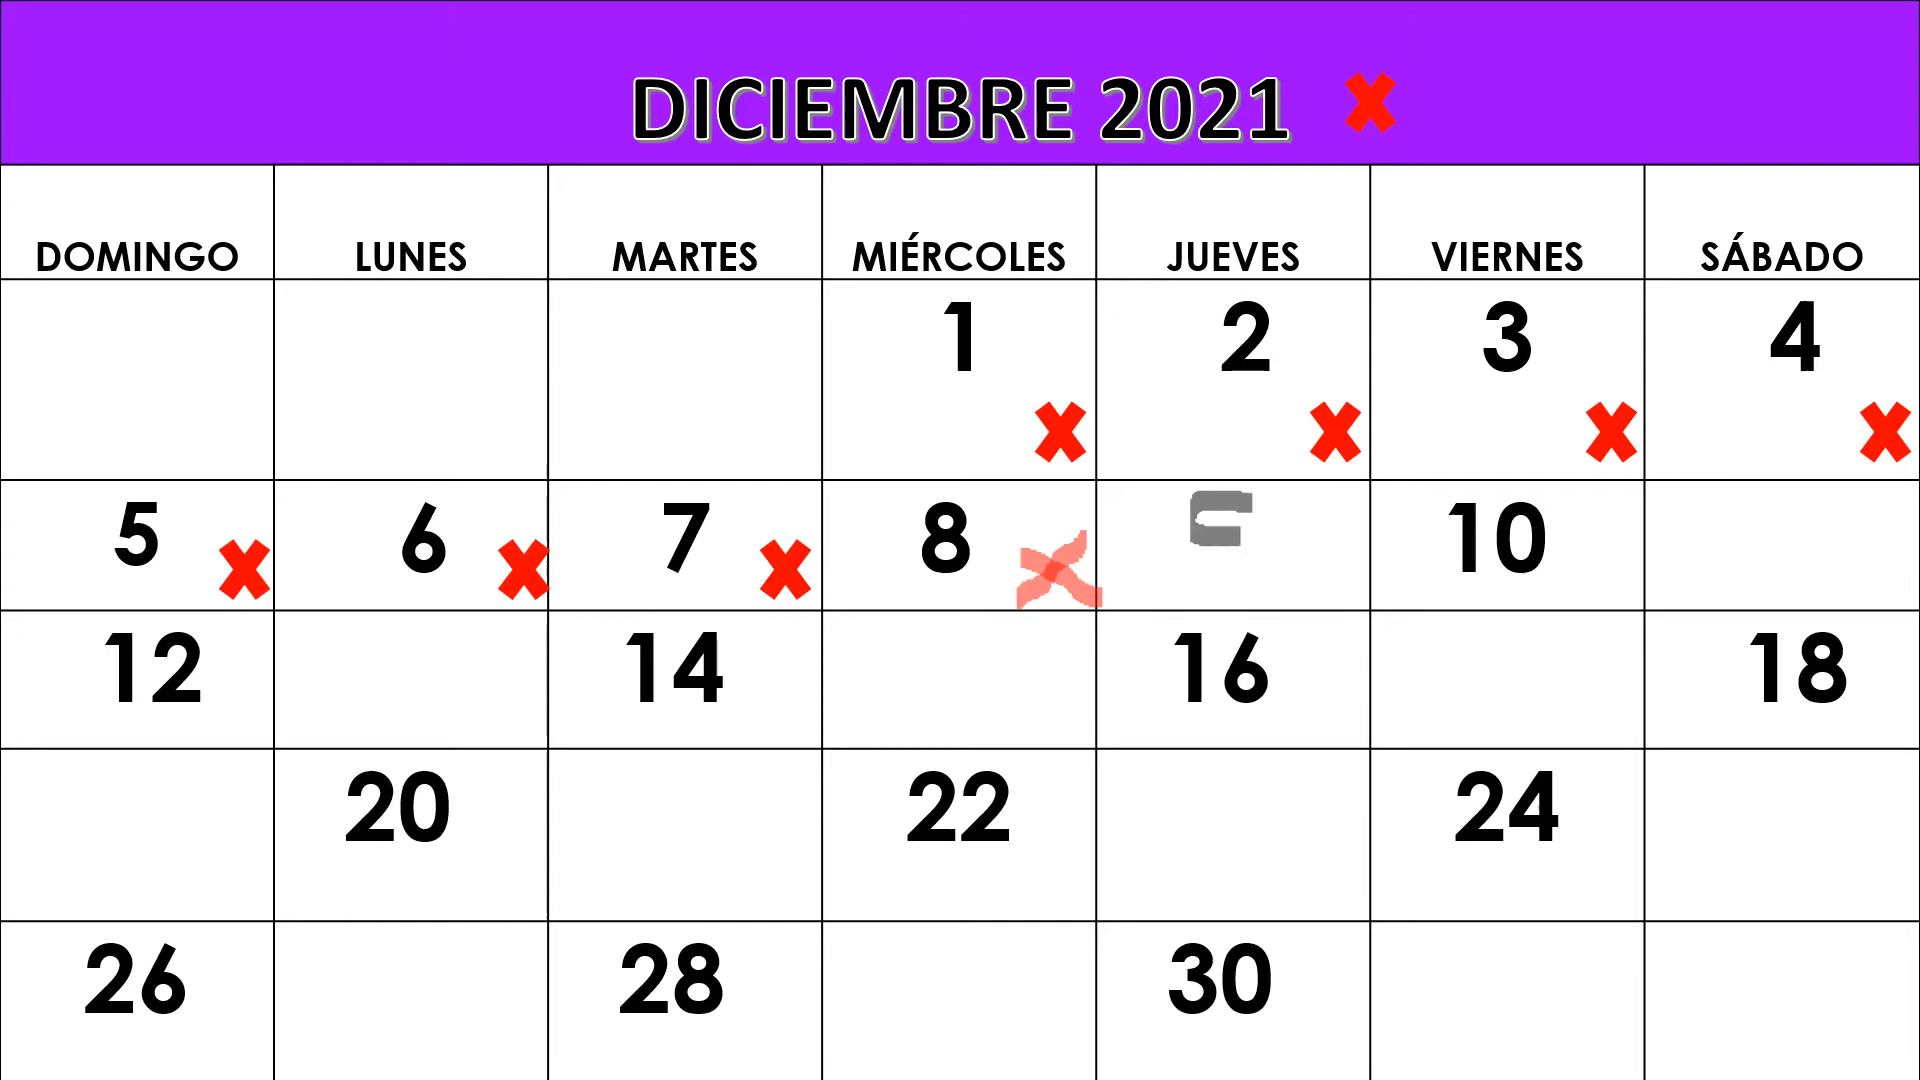 DICIEMBRE 2021
DOMINGO LUNES MARTES MIÉRCOLES JUEVES VIERNES SÁBADO
1 2 3 4
5 6 7 8 10
12 14 16 18
20 22 24
26 28 30